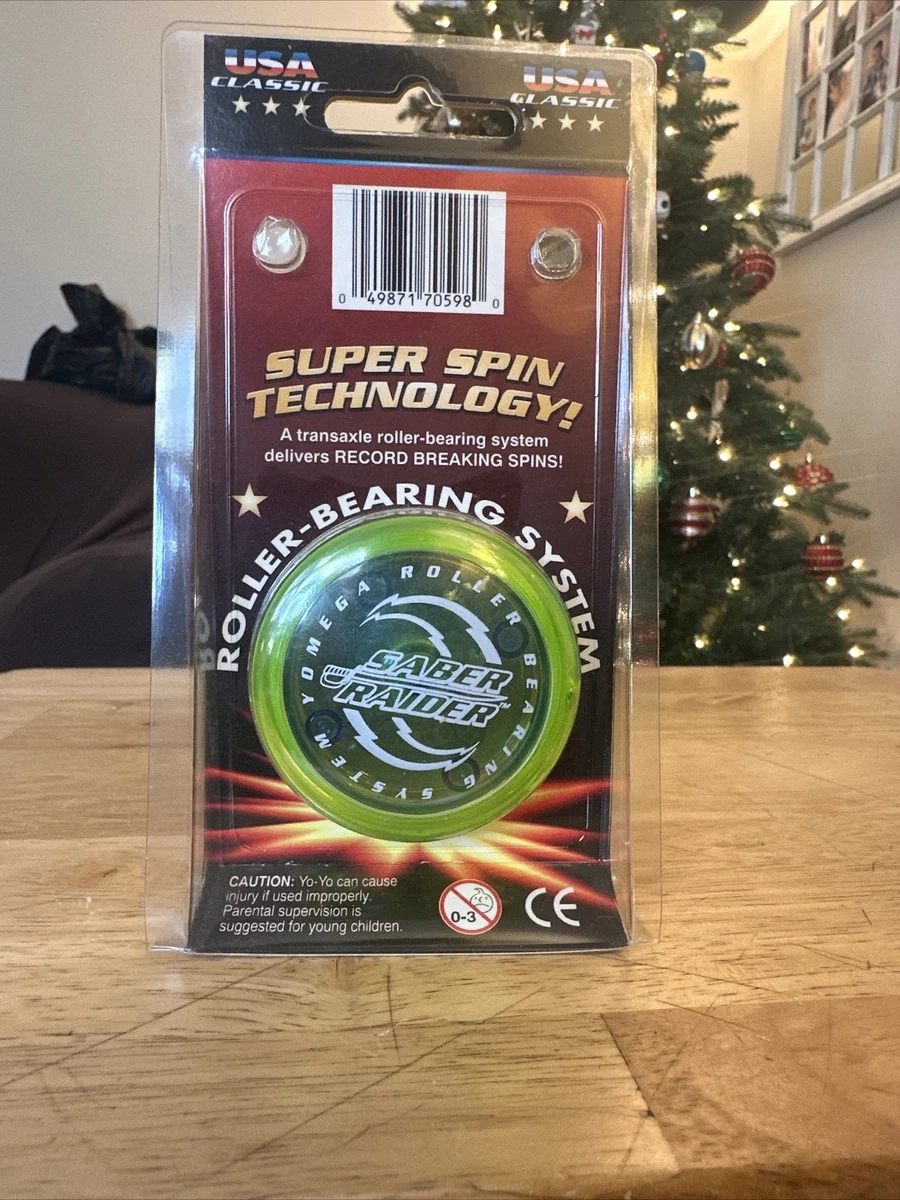 USA
CLASSIC
USA
CLASSIC
0 49871 70598 0
SUPER SPIN
TECHNOLOGY!
A transaxle roller-bearing system
delivers RECORD BREAKING SPINS!
ROLLER-BEARING SYSTEM
YOMEGA ROLLER BEARING SYSTEM
SABER
RAIDER™
CAUTION: Yo-Yo can cause
injury if used improperly.
Parental supervision is
suggested for young children.
0-3
CE